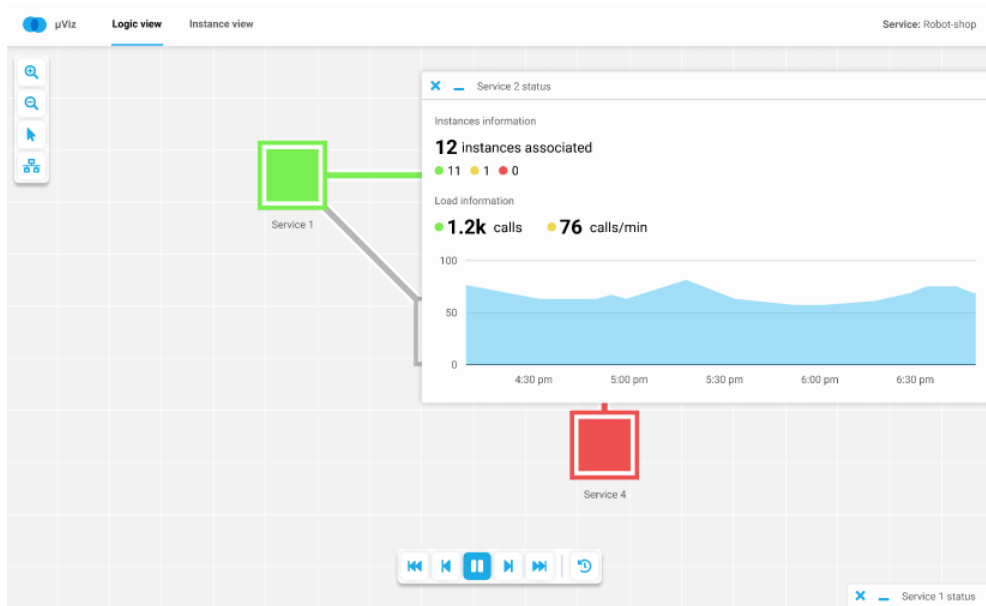 μViz Logic view Instance view Service: Robot-shop
Service 2 status
Instances information
12 instances associated
11 1 0
Load information
1.2k calls 76 calls/min
100
50
0
4:30 pm 5:00 pm 5:30 pm 6:00 pm 6:30 pm
Service 1
Service 4
Service 1 status